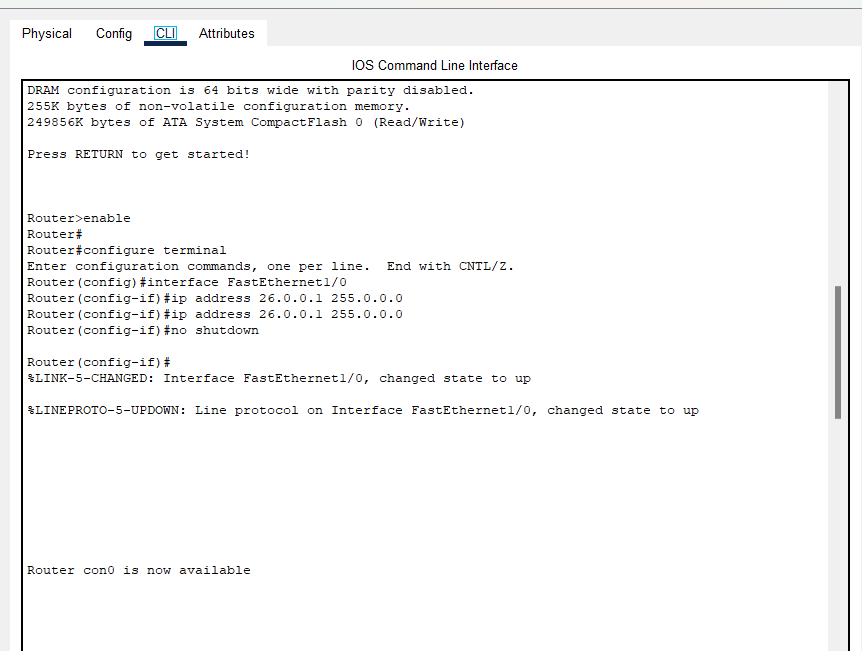 Physical Config CLI Attributes
IOS Command Line Interface
DRAM configuration is 64 bits wide with parity disabled.
255K bytes of non-volatile configuration memory.
249856K bytes of ATA System CompactFlash 0 (Read/Write)
Press RETURN to get started!
Router>enable
Router#
Router#configure terminal
Enter configuration commands, one per line.  End with CNTL/Z.
Router(config)#interface FastEthernet1/0
Router(config-if)#ip address 26.0.0.1 255.0.0.0
Router(config-if)#ip address 26.0.0.1 255.0.0.0
Router(config-if)#no shutdown
Router(config-if)#
%LINK-5-CHANGED: Interface FastEthernet1/0, changed state to up
%LINEPROTO-5-UPDOWN: Line protocol on Interface FastEthernet1/0, changed state to up
Router con0 is now available